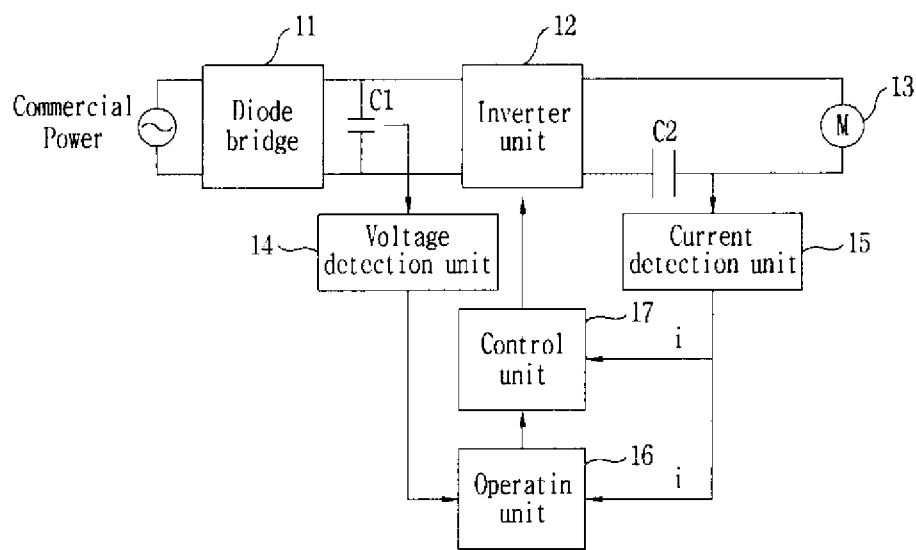 11
12
13
Commercial
Power
Diode
bridge
C1
Inverter
unit
C2
M
14
Voltage
detection unit
Current
detection unit
15
17
Control
unit
i
16
Operatin
unit
i